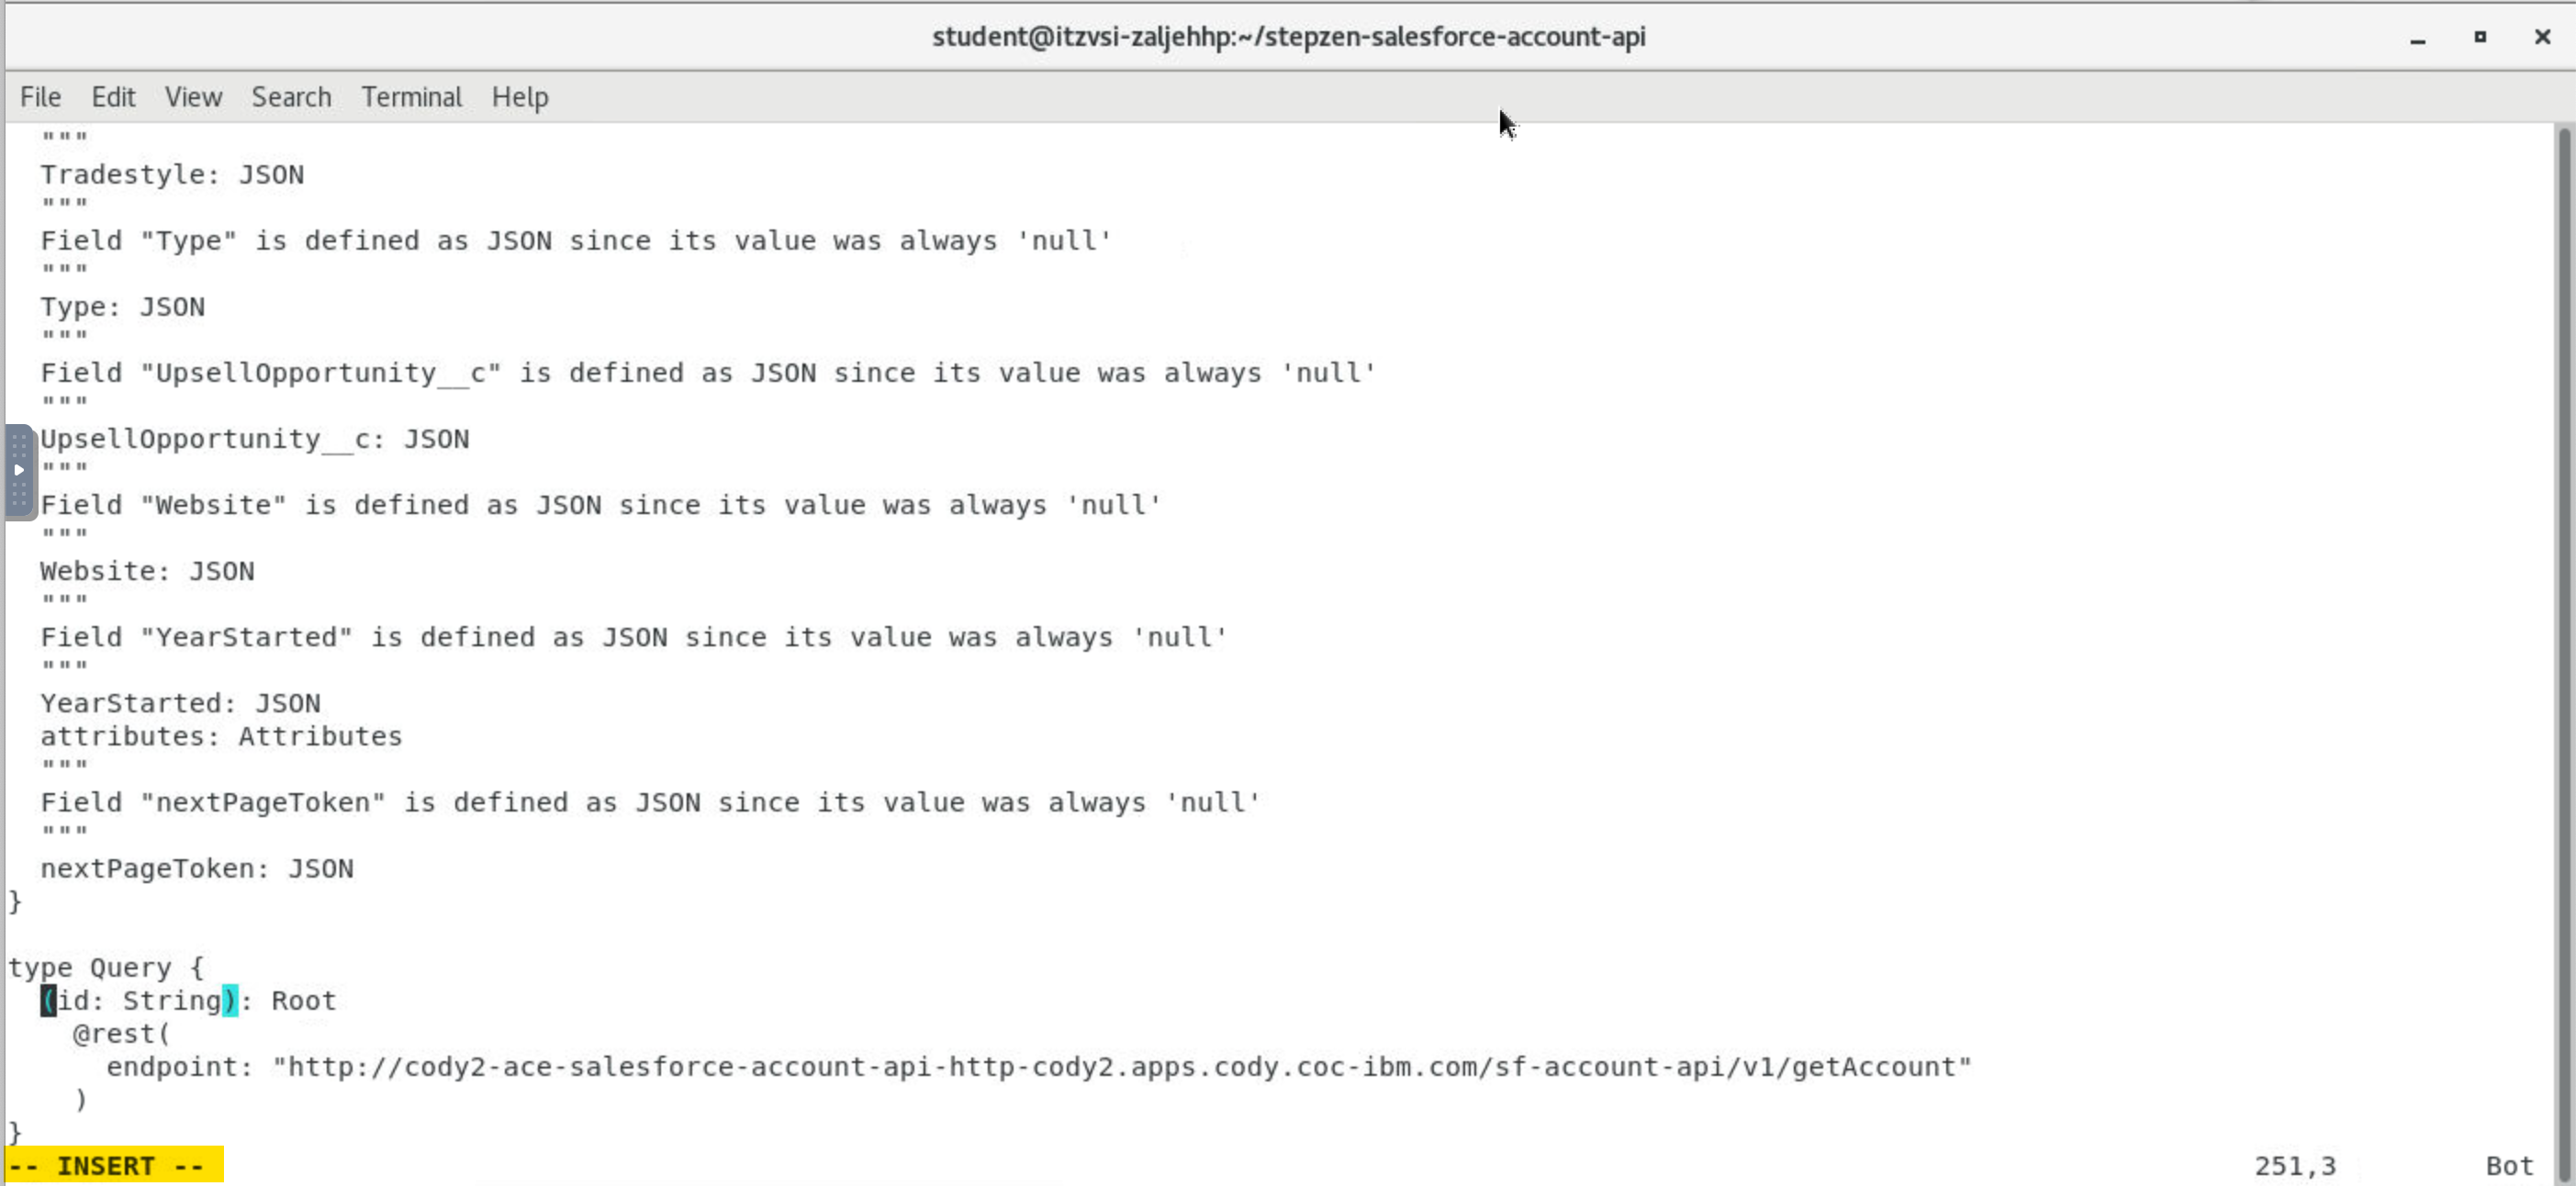 student@itzvsi-zaljehhp:~/stepzen-salesforce-account-api
File Edit View Search Terminal Help
"""
Tradestyle: JSON
"""
Field "Type" is defined as JSON since its value was always 'null'
"""
Type: JSON
"""
Field "UpsellOpportunity__c" is defined as JSON since its value was always 'null'
"""
UpsellOpportunity__c: JSON
"""
Field "Website" is defined as JSON since its value was always 'null'
"""
Website: JSON
"""
Field "YearStarted" is defined as JSON since its value was always 'null'
"""
YearStarted: JSON
attributes: Attributes
"""
Field "nextPageToken" is defined as JSON since its value was always 'null'
"""
nextPageToken: JSON
}
type Query {
(id: String): Root
@rest(
endpoint: "http://cody2-ace-salesforce-account-api-http-cody2.apps.cody.coc-ibm.com/sf-account-api/v1/getAccount"
)
}
-- INSERT -- 251,3 Bot